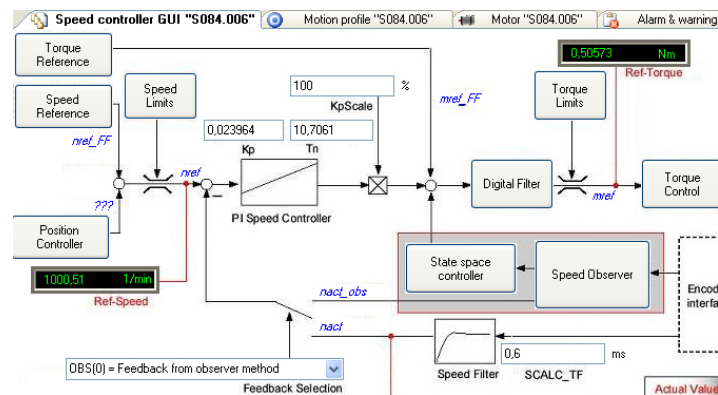 Speed controller GUI "S084.006"
Motion profile "S084.006"
Motor "S084.006"
Alarm & warning
Torque
Reference
0,50573 Nm
Ref-Torque
Speed
Limits
100 %
KpScale
mref_FF
Torque
Limits
Speed
Reference
nref_FF
0,023964
10,7061
Kp
Tn
nref
PI Speed Controller
Digital Filter
mref
Torque
Control
???
Position
Controller
State space
controller
Speed Observer
1000,51 1/min
Ref-Speed
nact_obs
Encod
interfa
nact
0,6 ms
OBS(0) = Feedback from observer method
Feedback Selection
Speed Filter
SCALC_TF
Actual Value